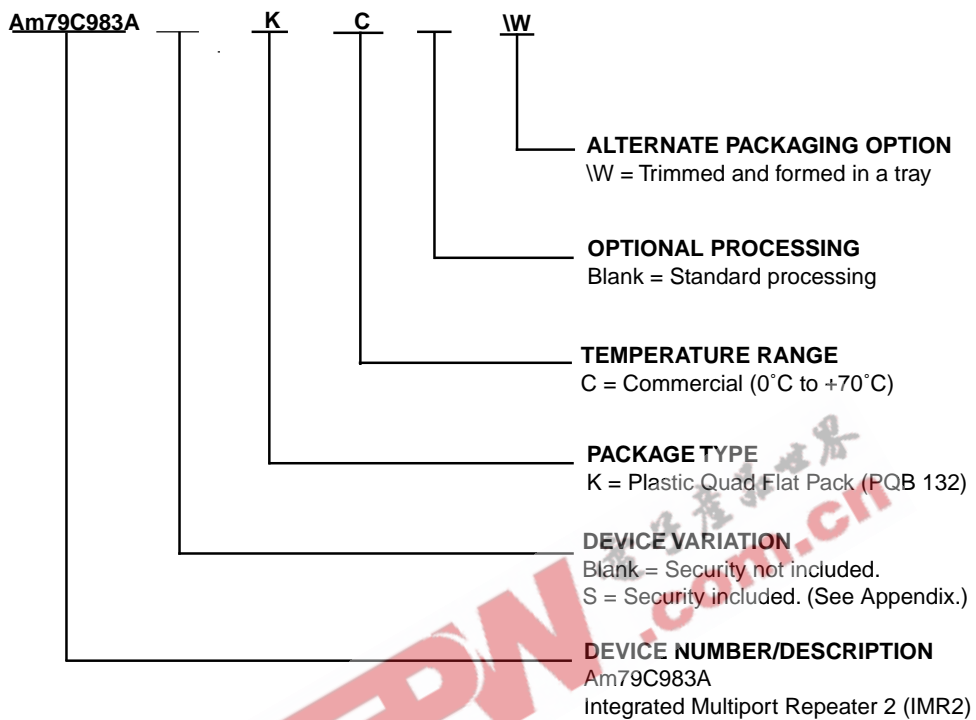 Am79C983A K C \W
ALTERNATE PACKAGING OPTION
\W = Trimmed and formed in a tray
OPTIONAL PROCESSING
Blank = Standard processing
TEMPERATURE RANGE
C = Commercial (0˚C to +70˚C)
PACKAGE TYPE
K = Plastic Quad Flat Pack (PQB 132)
DEVICE VARIATION
Blank = Security not included.
S = Security included. (See Appendix.)
DEVICE NUMBER/DESCRIPTION
Am79C983A
Integrated Multiport Repeater 2 (IMR2)
.com.cn